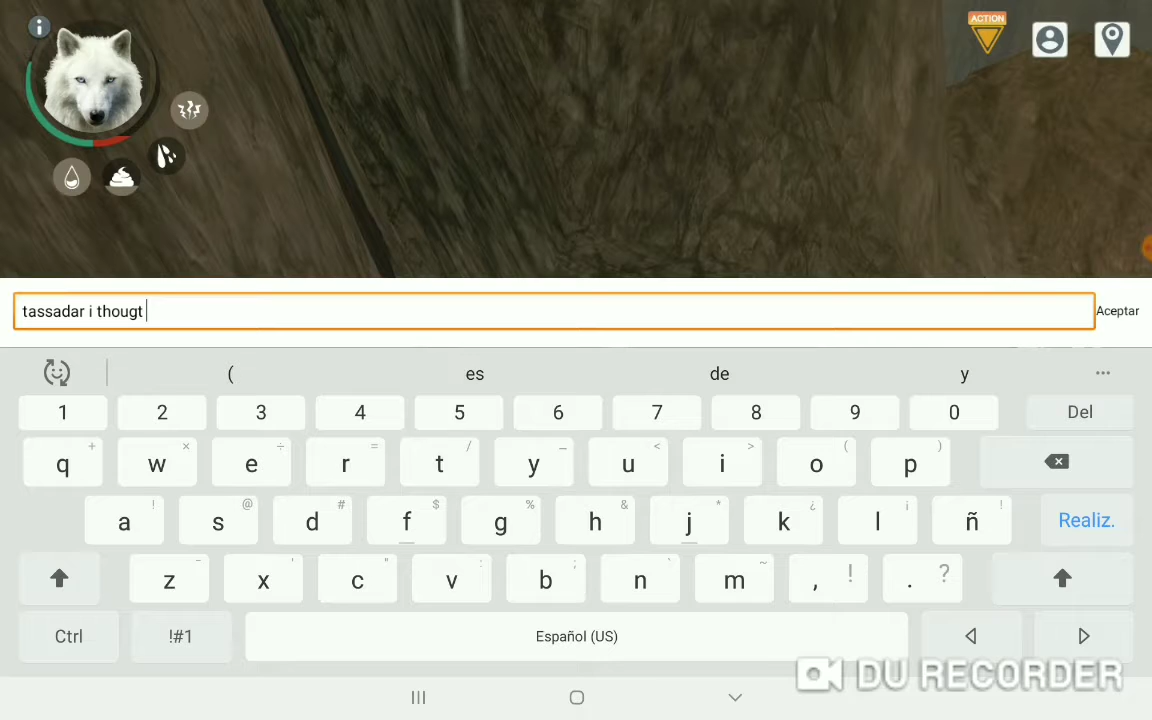 i
ACTION
tassadar i thougt
Aceptar
( es de y ...
1 2 3 4 5 6 7 8 9 0 Del
+ × ÷ = / _ < > ( )
q w e r t y u i o p
! @ # $ % & * ¿ ¡ !
a s d f g h j k l ñ Realiz.
- ' " : ; ` ~ ! ?
z x c v b n m , .
Ctrl !#1 Español (US)
DU RECORDER